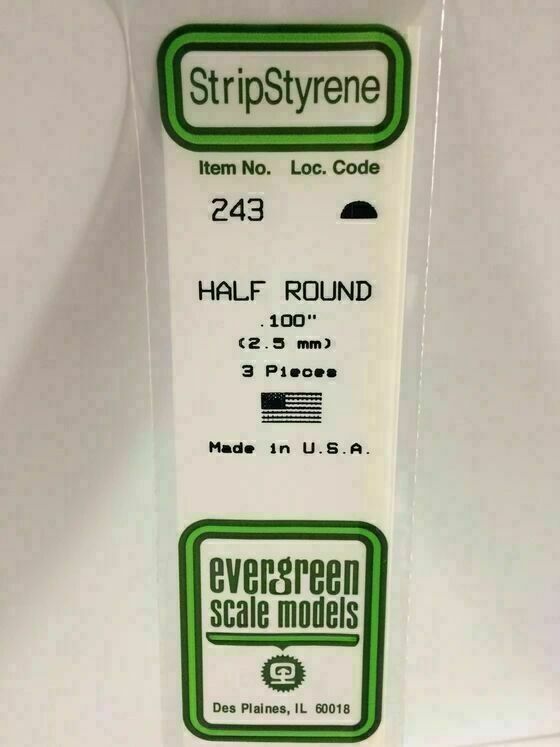 StripStyrene
Item No. Loc. Code
243
HALF ROUND
.100"
(2.5 mm)
3 Pieces
Made in U.S.A.
evergreen
scale models
Des Plaines, IL 60018